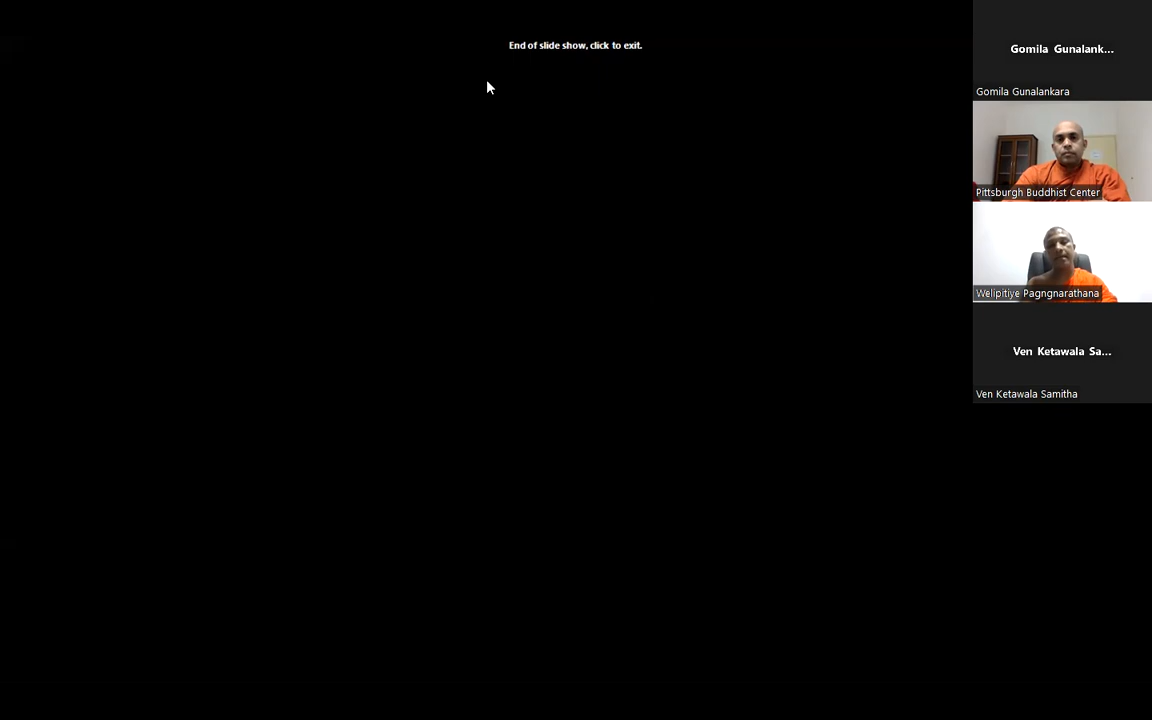 End of slide show, click to exit.
Gomila Gunalank...
Gomila Gunalankara
Pittsburgh Buddhist Center
Welipitiye Pagngnarathana
Ven Ketawala Sa...
Ven Ketawala Samitha